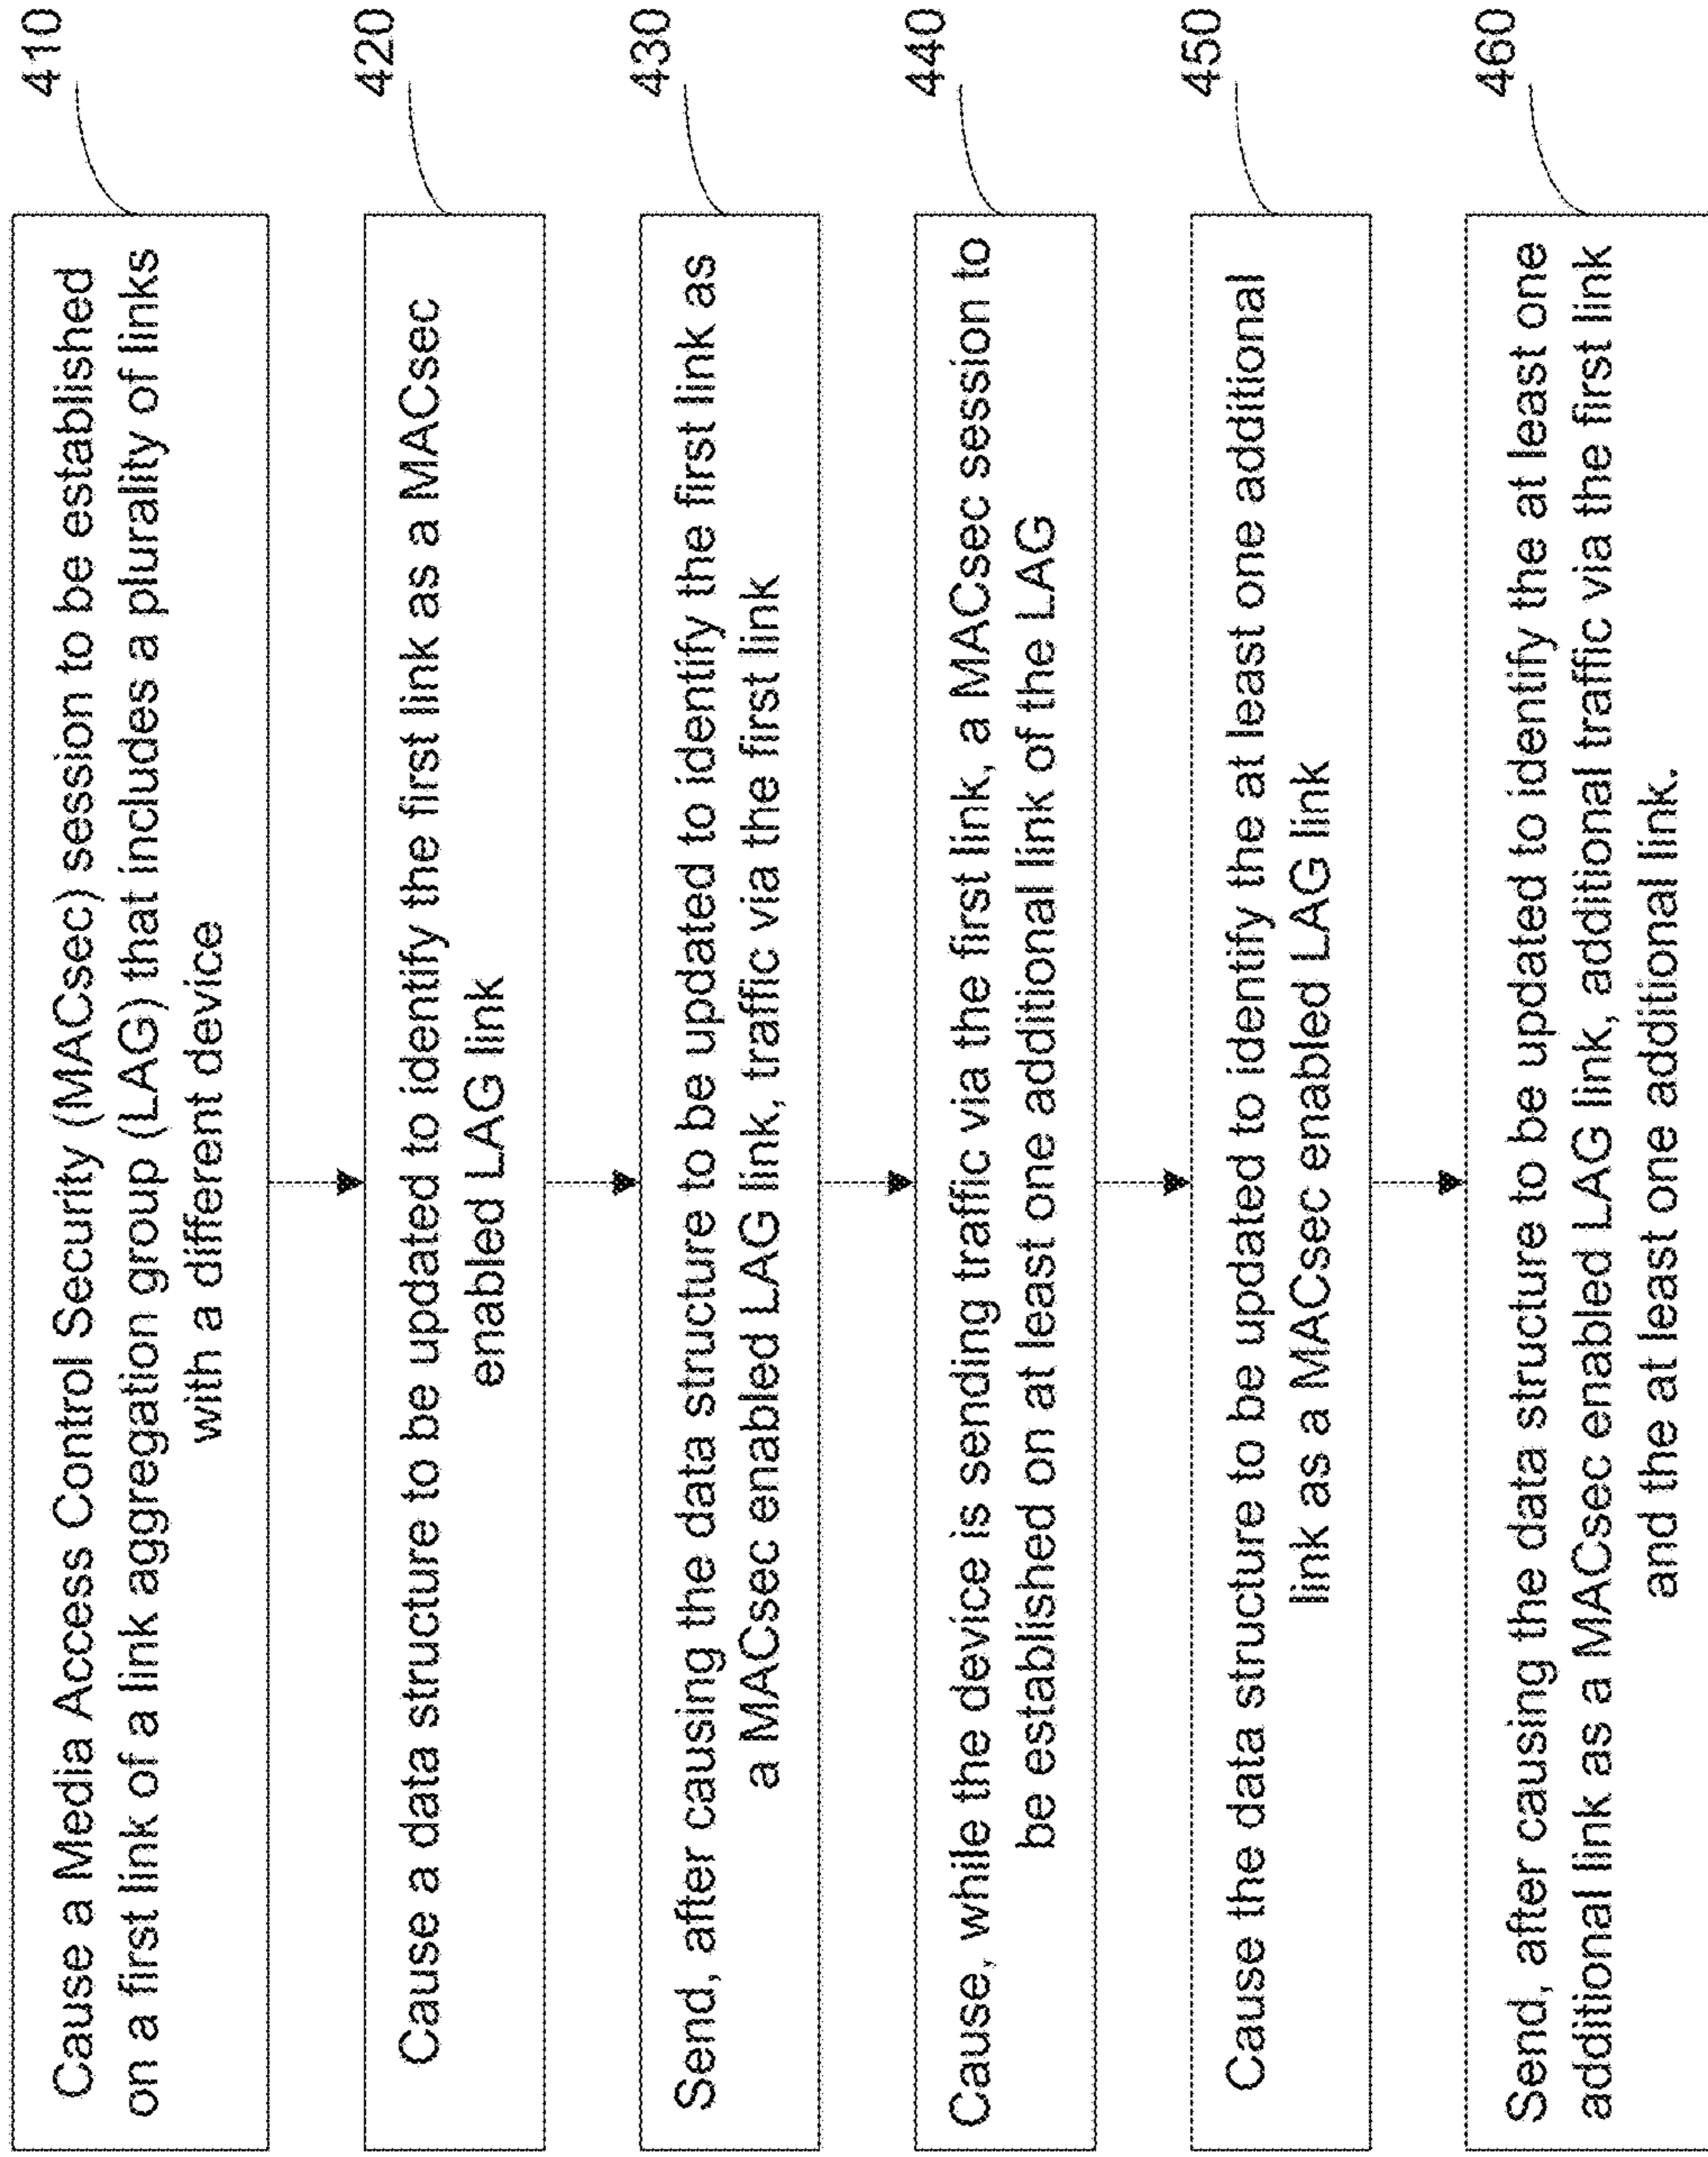 410
Cause a Media Access Control Security (MACsec) session to be established
on a first link of a link aggregation group (LAG) that includes a plurality of links
with a different device
420
Cause a data structure to be updated to identify the first link as a MACsec
enabled LAG link
430
Send, after causing the data structure to be updated to identify the first link as
a MACsec enabled LAG link, traffic via the first link
440
Cause, while the device is sending traffic via the first link, a MACsec session to
be established on at least one additional link of the LAG
450
Cause the data structure to be updated to identify the at least one additional
link as a MACsec enabled LAG link
460
Send, after causing the data structure to be updated to identify the at least one
additional link as a MACsec enabled LAG link, additional traffic via the first link
and the at least one additional link.